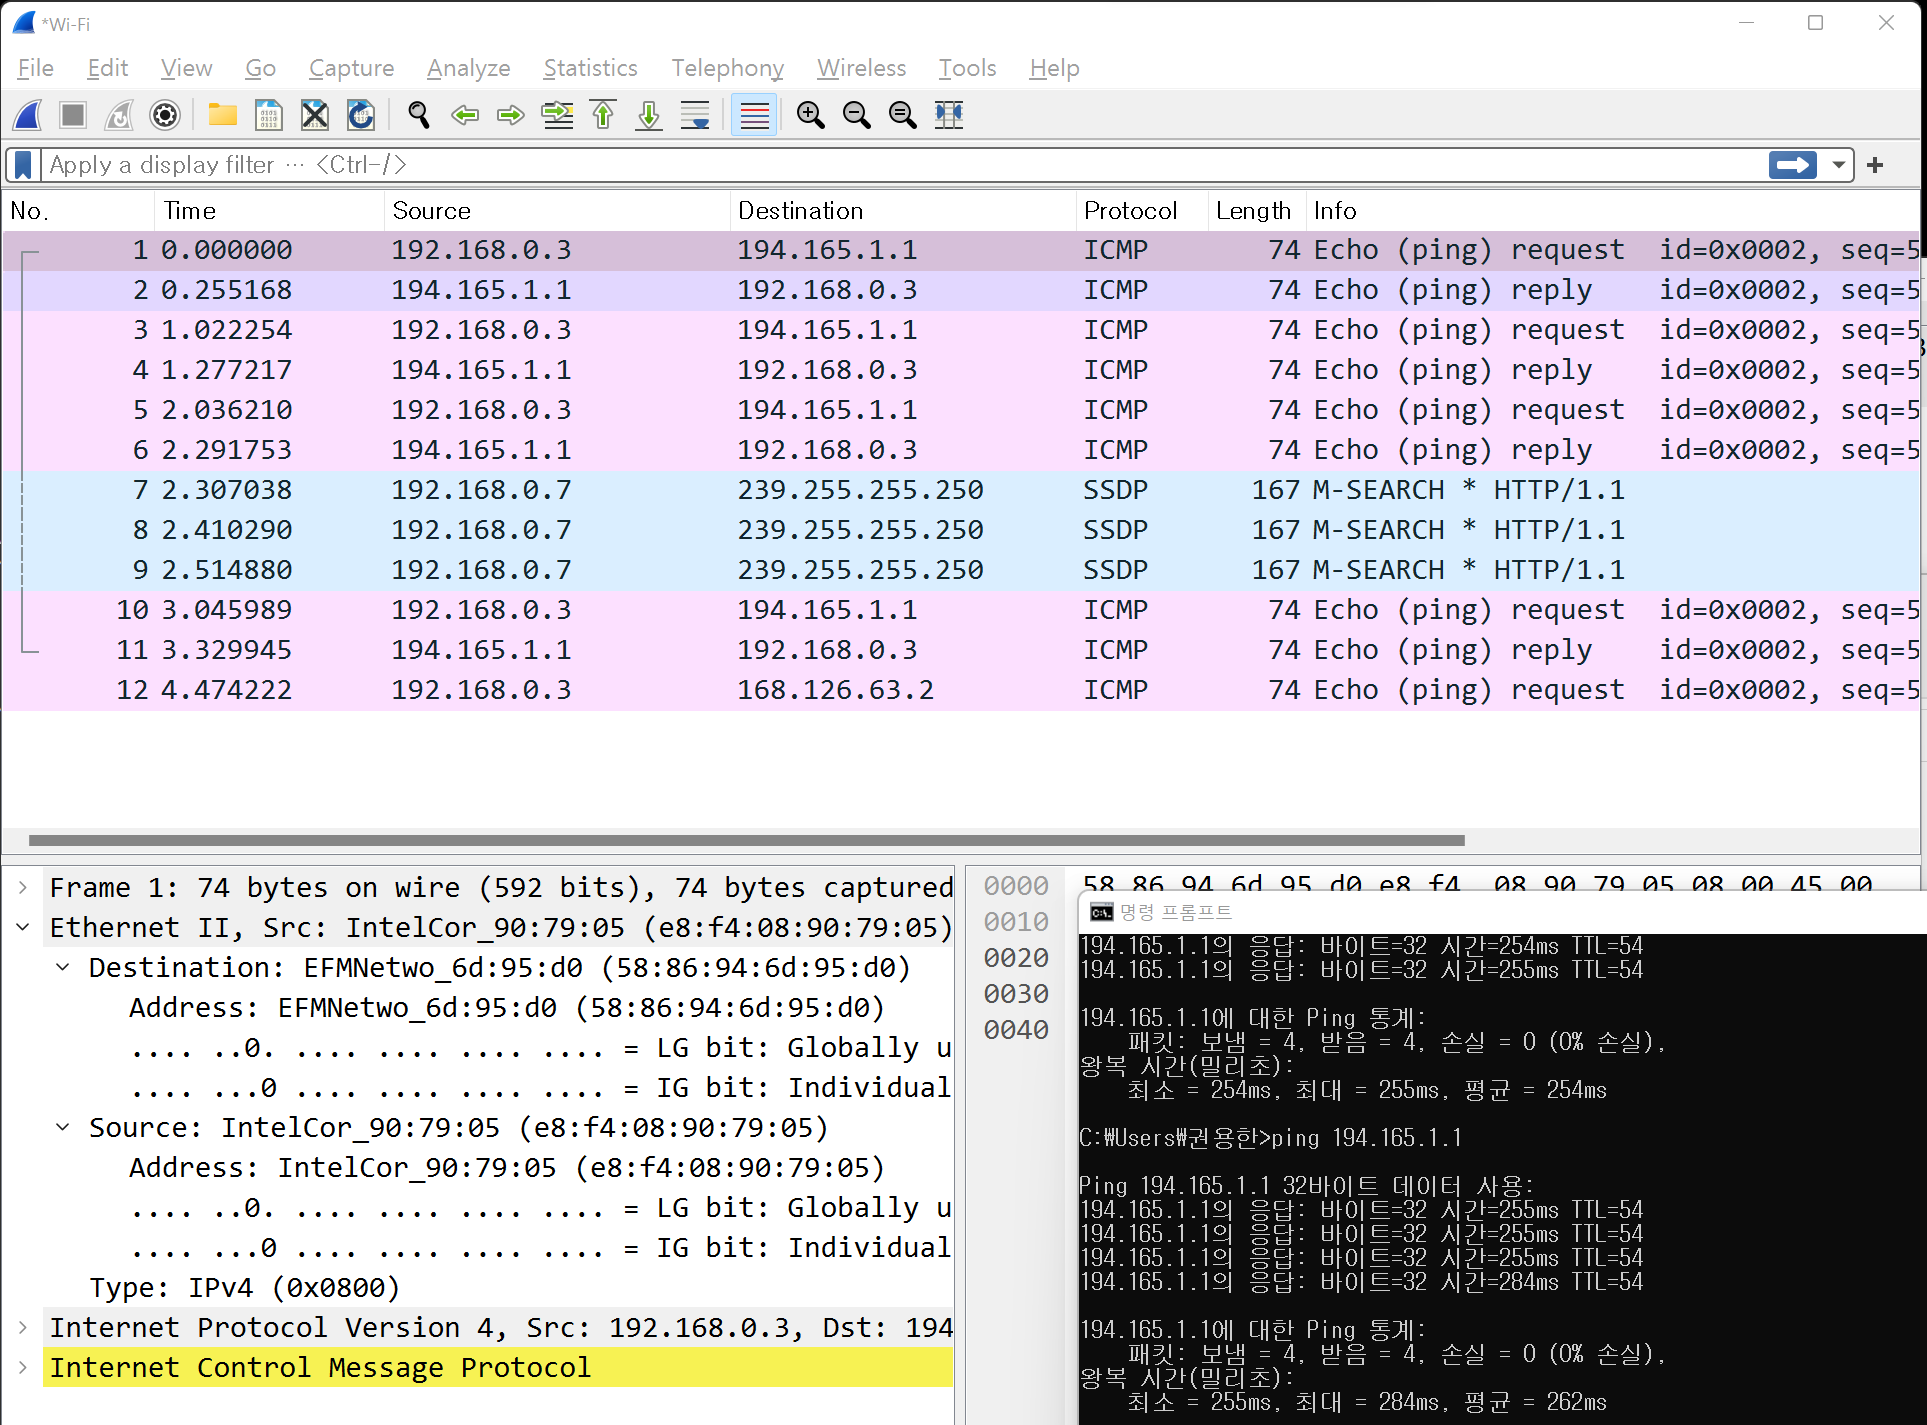 *Wi-Fi
File Edit View Go Capture Analyze Statistics Telephony Wireless Tools Help
Apply a display filter ··· <Ctrl-/>
No. Time Source Destination Protocol Length Info
1 0.000000 192.168.0.3 194.165.1.1 ICMP 74 Echo (ping) request id=0x0002, seq=5
2 0.255168 194.165.1.1 192.168.0.3 ICMP 74 Echo (ping) reply id=0x0002, seq=5
3 1.022254 192.168.0.3 194.165.1.1 ICMP 74 Echo (ping) request id=0x0002, seq=5
4 1.277217 194.165.1.1 192.168.0.3 ICMP 74 Echo (ping) reply id=0x0002, seq=5
5 2.036210 192.168.0.3 194.165.1.1 ICMP 74 Echo (ping) request id=0x0002, seq=5
6 2.291753 194.165.1.1 192.168.0.3 ICMP 74 Echo (ping) reply id=0x0002, seq=5
7 2.307038 192.168.0.7 239.255.255.250 SSDP 167 M-SEARCH * HTTP/1.1
8 2.410290 192.168.0.7 239.255.255.250 SSDP 167 M-SEARCH * HTTP/1.1
9 2.514880 192.168.0.7 239.255.255.250 SSDP 167 M-SEARCH * HTTP/1.1
10 3.045989 192.168.0.3 194.165.1.1 ICMP 74 Echo (ping) request id=0x0002, seq=5
11 3.329945 194.165.1.1 192.168.0.3 ICMP 74 Echo (ping) reply id=0x0002, seq=5
12 4.474222 192.168.0.3 168.126.63.2 ICMP 74 Echo (ping) request id=0x0002, seq=5
Frame 1: 74 bytes on wire (592 bits), 74 bytes captured
Ethernet II, Src: IntelCor_90:79:05 (e8:f4:08:90:79:05)
Destination: EFMNetwo_6d:95:d0 (58:86:94:6d:95:d0)
Address: EFMNetwo_6d:95:d0 (58:86:94:6d:95:d0)
.... ..0. .... .... .... .... = LG bit: Globally u
.... ...0 .... .... .... .... = IG bit: Individual
Source: IntelCor_90:79:05 (e8:f4:08:90:79:05)
Address: IntelCor_90:79:05 (e8:f4:08:90:79:05)
.... ..0. .... .... .... .... = LG bit: Globally u
.... ...0 .... .... .... .... = IG bit: Individual
Type: IPv4 (0x0800)
Internet Protocol Version 4, Src: 192.168.0.3, Dst: 194
Internet Control Message Protocol
0000 58 86 94 6d 95 d0 e8 f4 08 90 79 05 08 00 45 00
0010
0020
0030
0040
명령 프롬프트
194.165.1.1의 응답: 바이트=32 시간=254ms TTL=54
194.165.1.1의 응답: 바이트=32 시간=255ms TTL=54
194.165.1.1에 대한 Ping 통계:
패킷: 보냄 = 4, 받음 = 4, 손실 = 0 (0% 손실),
왕복 시간(밀리초):
최소 = 254ms, 최대 = 255ms, 평균 = 254ms
C:₩Users₩권용한>ping 194.165.1.1
Ping 194.165.1.1 32바이트 데이터 사용:
194.165.1.1의 응답: 바이트=32 시간=255ms TTL=54
194.165.1.1의 응답: 바이트=32 시간=255ms TTL=54
194.165.1.1의 응답: 바이트=32 시간=255ms TTL=54
194.165.1.1의 응답: 바이트=32 시간=284ms TTL=54
194.165.1.1에 대한 Ping 통계:
패킷: 보냄 = 4, 받음 = 4, 손실 = 0 (0% 손실),
왕복 시간(밀리초):
최소 = 255ms, 최대 = 284ms, 평균 = 262ms